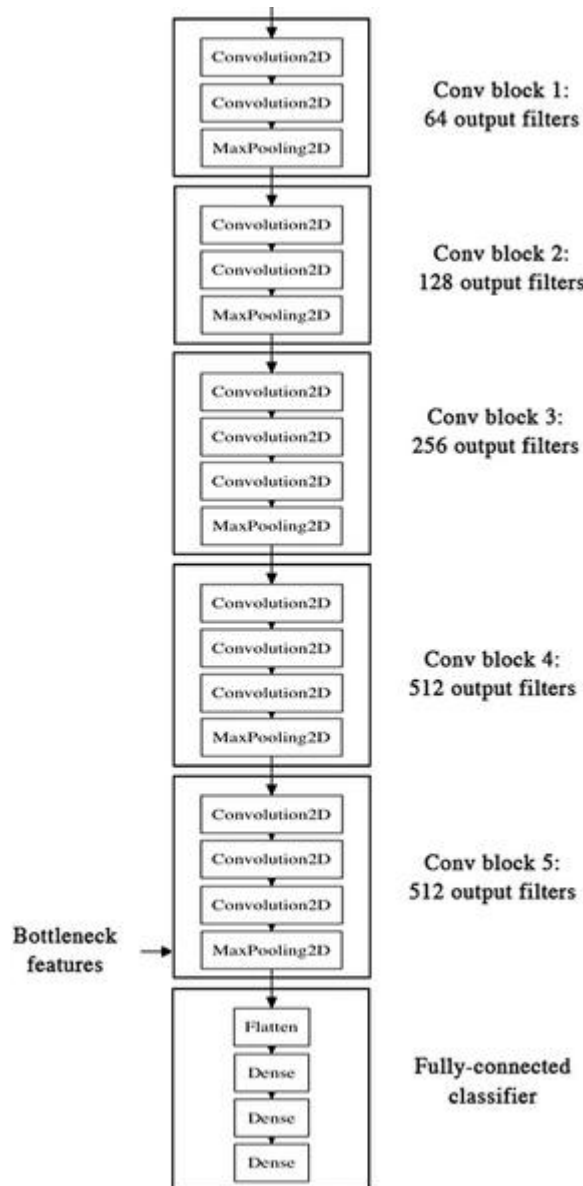 Convolution2D
Convolution2D
MaxPooling2D
Conv block 1:
64 output filters
Convolution2D
Convolution2D
MaxPooling2D
Conv block 2:
128 output filters
Convolution2D
Convolution2D
Convolution2D
MaxPooling2D
Conv block 3:
256 output filters
Convolution2D
Convolution2D
Convolution2D
MaxPooling2D
Conv block 4:
512 output filters
Convolution2D
Convolution2D
Convolution2D
MaxPooling2D
Conv block 5:
512 output filters
Bottleneck
features
Flatten
Dense
Dense
Dense
Fully-connected
classifier